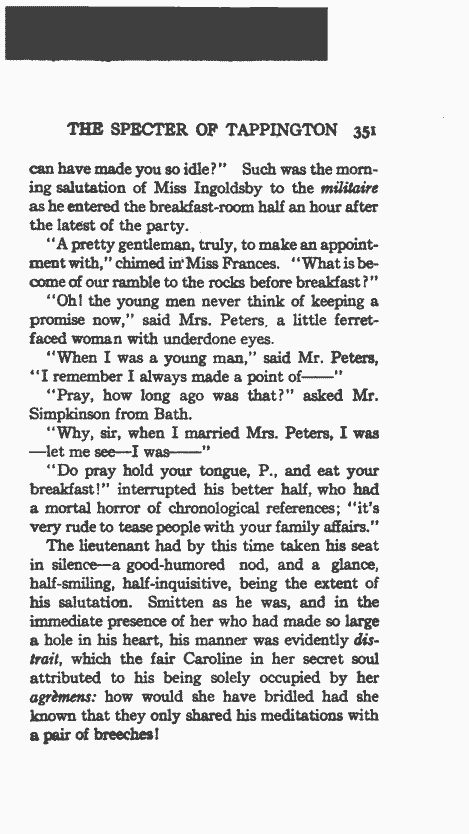 THE SPECTER OF TAPPINGTON 351
can have made you so idle?" Such was the morn-
ing salutation of Miss Ingoldsby to the militaire
as he entered the breakfast-room half an hour after
the latest of the party.
"A pretty gentleman, truly, to make an appoint-
ment with," chimed in Miss Frances. "What is be-
come of our ramble to the rocks before breakfast?"
"Oh! the young men never think of keeping a
promise now," said Mrs. Peters, a little ferret-
faced woman with underdone eyes.
"When I was a young man," said Mr. Peters,
"I remember I always made a point of——"
"Pray, how long ago was that?" asked Mr.
Simpkinson from Bath.
"Why, sir, when I married Mrs. Peters, I was
—let me see—I was——"
"Do pray hold your tongue, P., and eat your
breakfast!" interrupted his better half, who had
a mortal horror of chronological references; "it's
very rude to tease people with your family affairs."
The lieutenant had by this time taken his seat
in silence—a good-humored nod, and a glance,
half-smiling, half-inquisitive, being the extent of
his salutation. Smitten as he was, and in the
immediate presence of her who had made so large
a hole in his heart, his manner was evidently dis-
trait, which the fair Caroline in her secret soul
attributed to his being solely occupied by her
agrèmens: how would she have bridled had she
known that they only shared his meditations with
a pair of breeches!